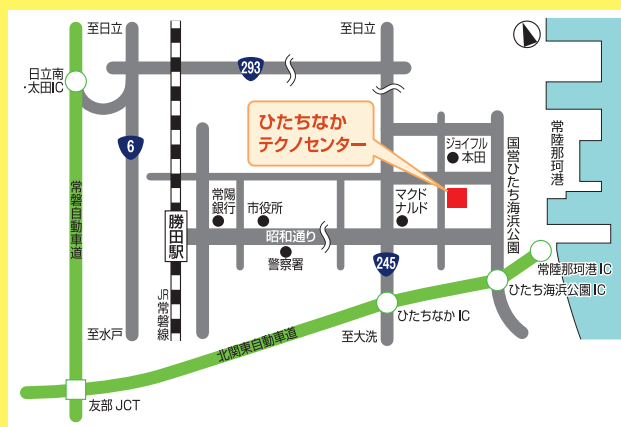 至日立
至日立
日立南
・太田IC
293
6
ひたちなか
テクノセンター
ジョイフル
本田
国営ひたち海浜公園
常陸那珂港
常磐自動車道
常陽
銀行
市役所
マクド
ナルド
勝田駅
昭和通り
警察署
245
常陸那珂港IC
ひたち海浜公園IC
JR
常磐線
ひたちなかIC
至水戸
至大洗
北関東自動車道
友部JCT